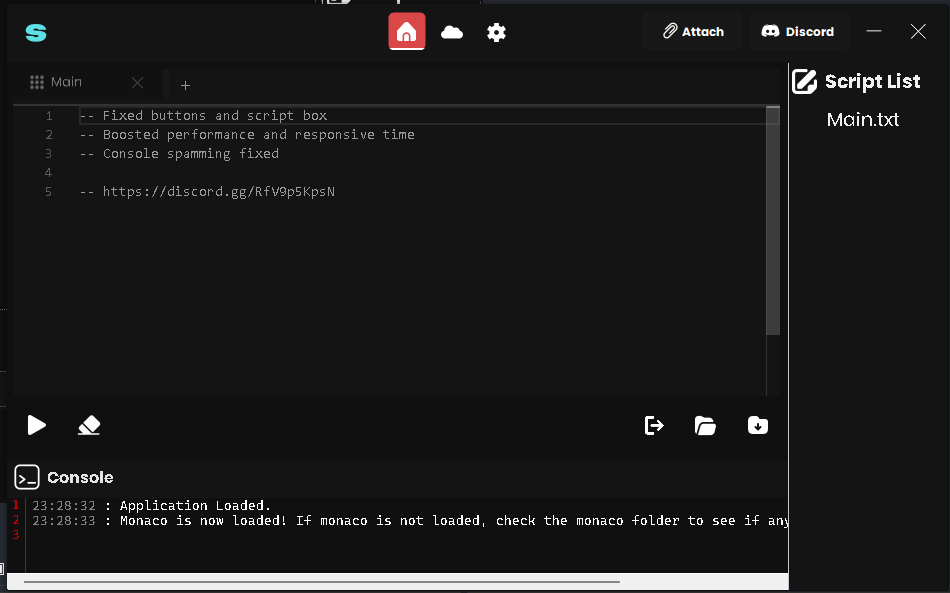 S
Attach
Discord
Main
+
Script List
Main.txt
1 -- Fixed buttons and script box
2 -- Boosted performance and responsive time
3 -- Console spamming fixed
4
5 -- https://discord.gg/RfV9p5KpsN
Console
1 23:28:32 : Application Loaded.
2 23:28:33 : Monaco is now loaded! If monaco is not loaded, check the monaco folder to see if any
3